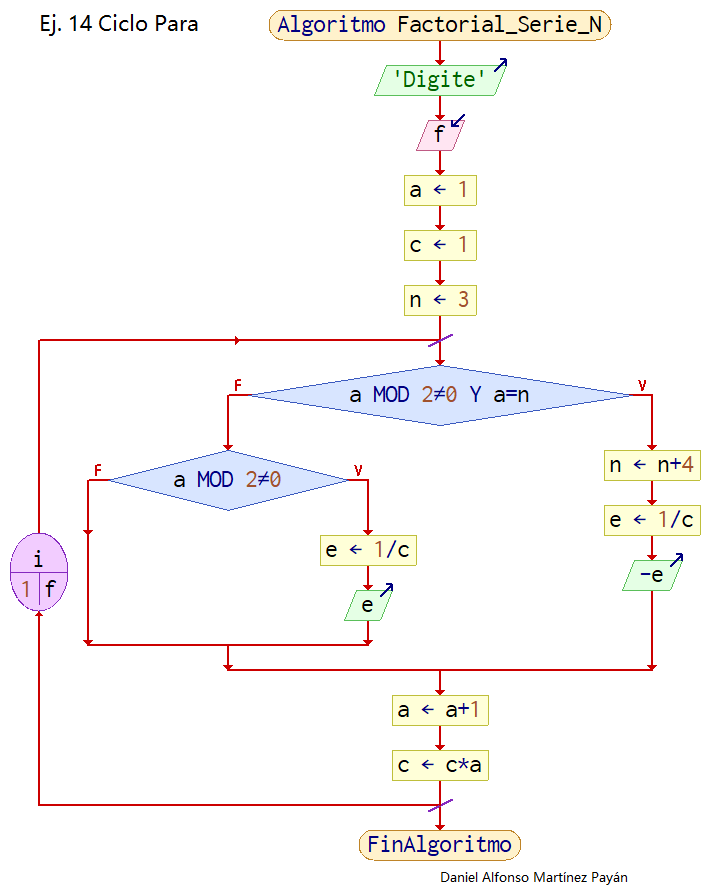 Ej. 14 Ciclo Para
Algoritmo Factorial_Serie_N
'Digite'
f
a ← 1
c ← 1
n ← 3
F
a MOD 2≠0 Y a=n
V
F
a MOD 2≠0
V
n ← n+4
e ← 1/c
-e
e ← 1/c
e
i
1 f
a ← a+1
c ← c*a
FinAlgoritmo
Daniel Alfonso Martínez Payán